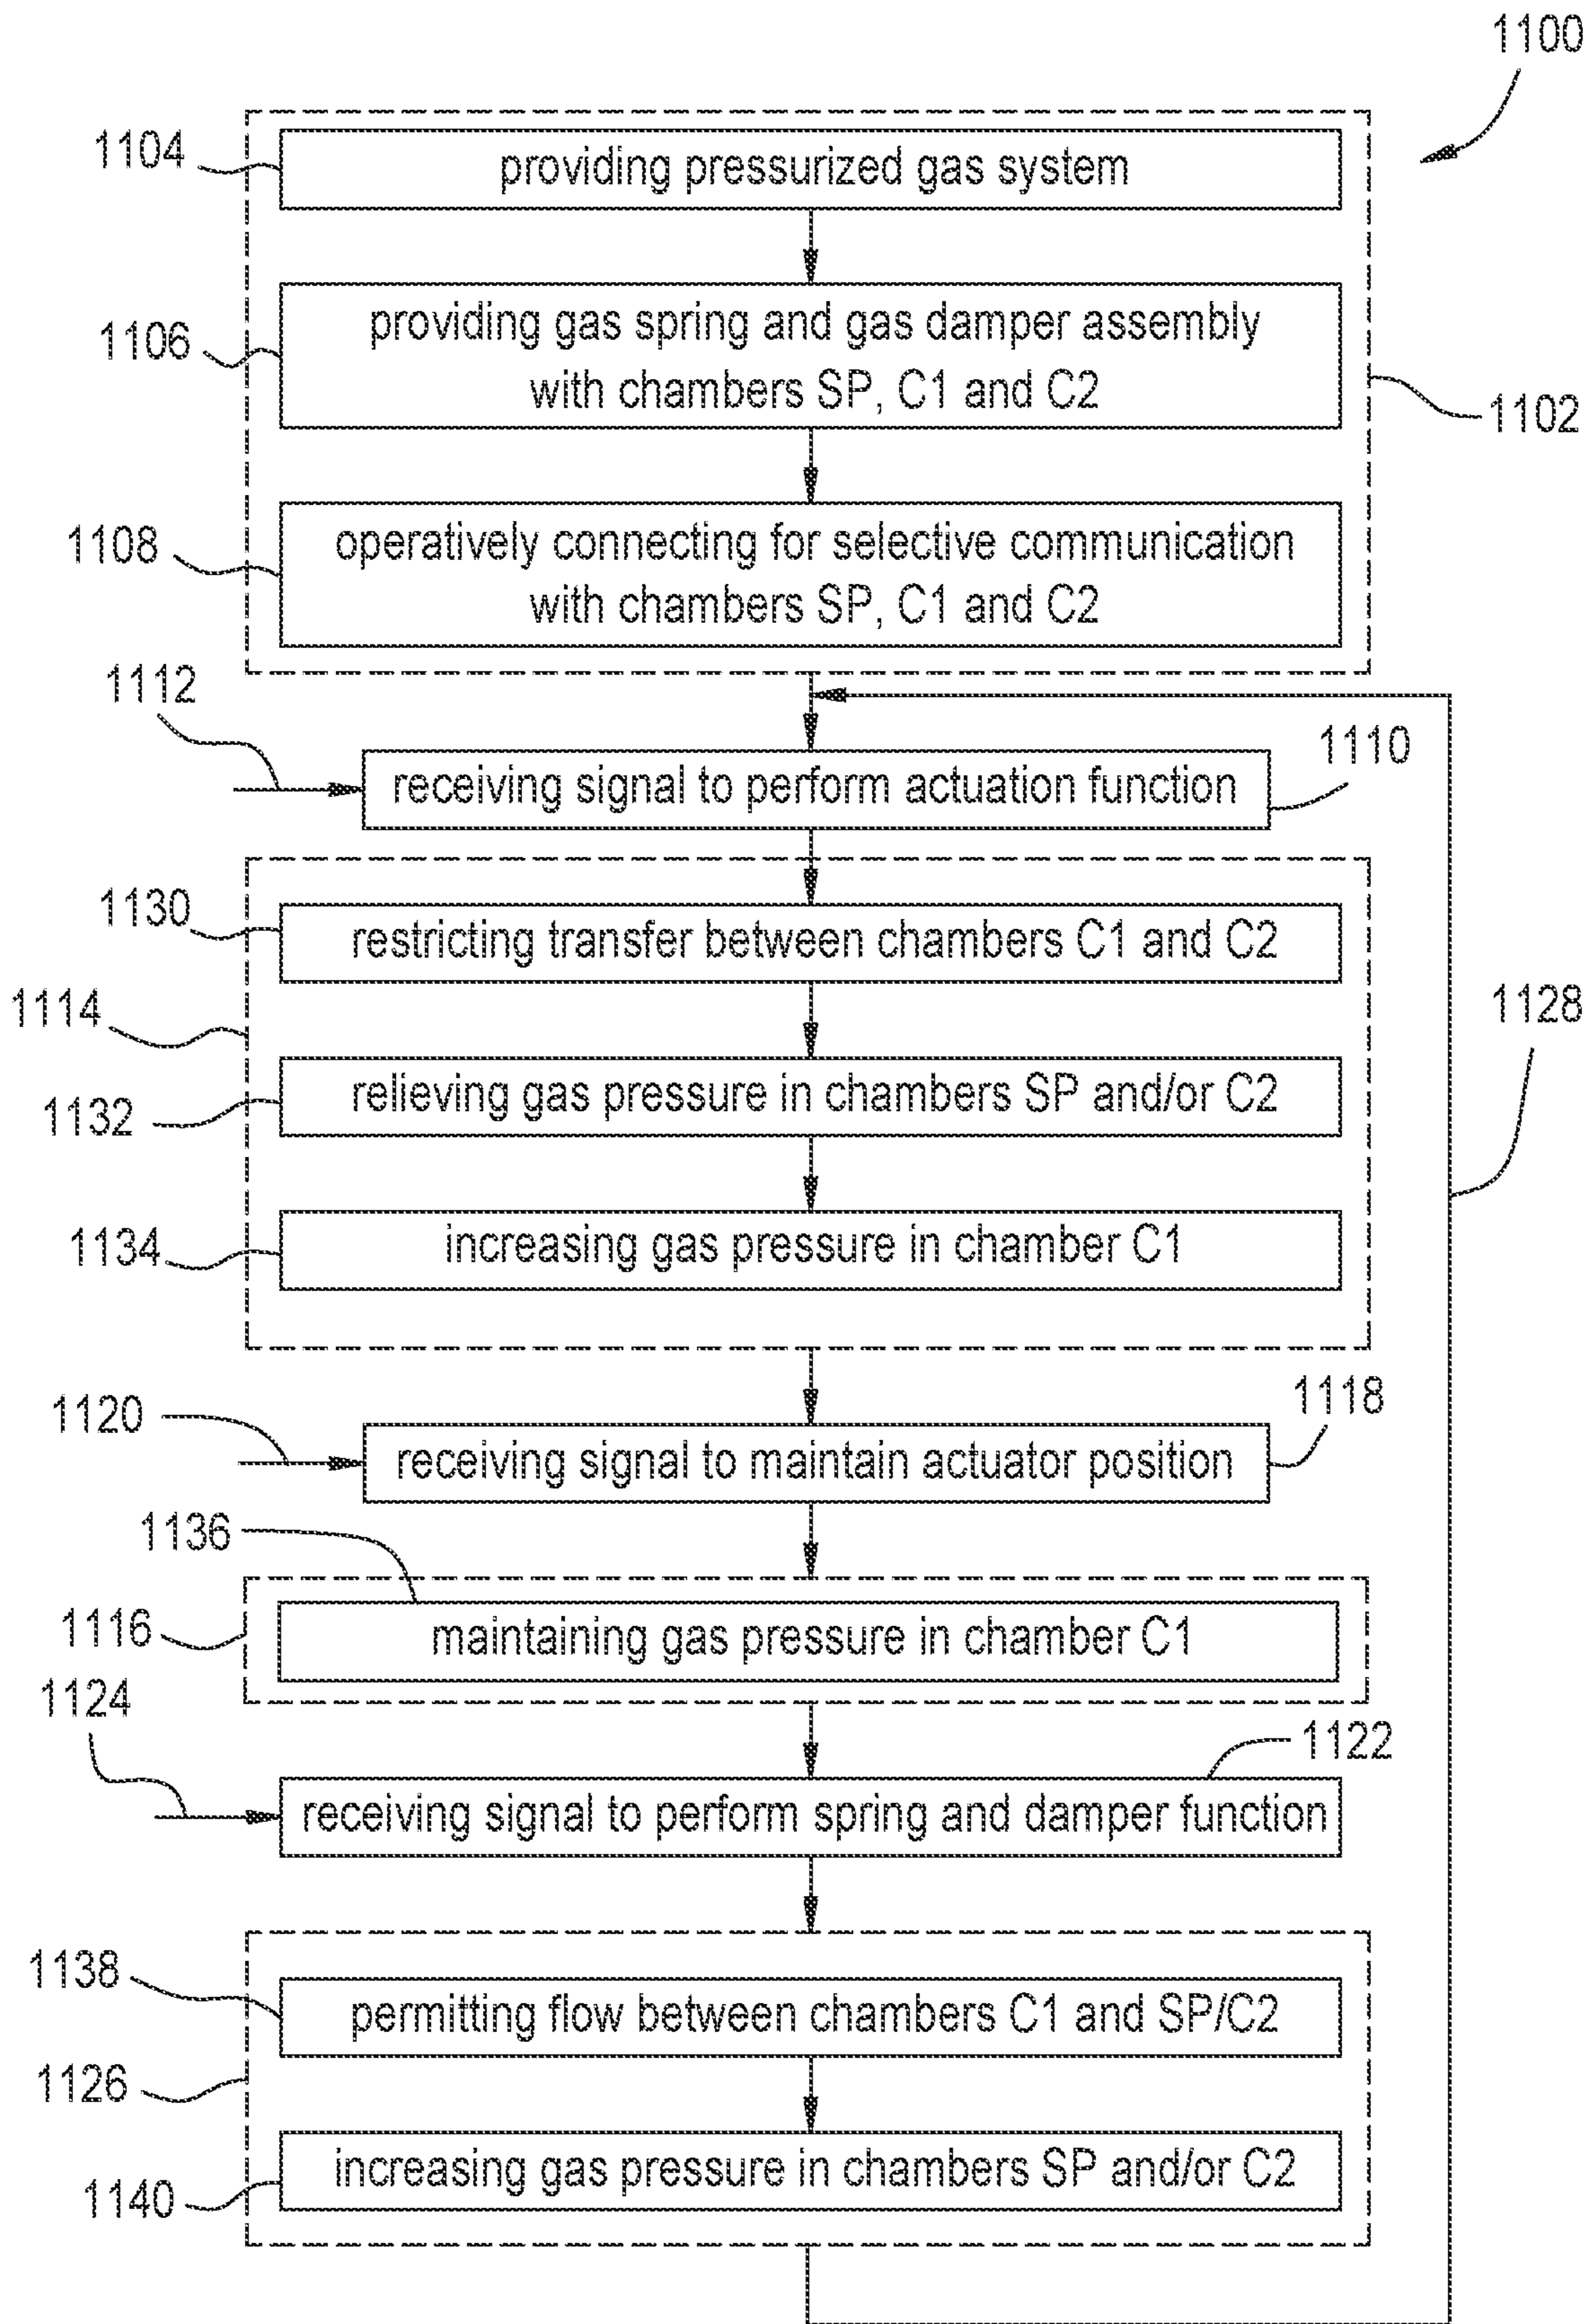 1100
1104
providing pressurized gas system
1106
providing gas spring and gas damper assembly
with chambers SP, C1 and C2
1102
1108
operatively connecting for selective communication
with chambers SP, C1 and C2
1112
1110
receiving signal to perform actuation function
1130
restricting transfer between chambers C1 and C2
1114
1128
1132
relieving gas pressure in chambers SP and/or C2
1134
increasing gas pressure in chamber C1
1120
1118
receiving signal to maintain actuator position
1136
1116
maintaining gas pressure in chamber C1
1124
1122
receiving signal to perform spring and damper function
1138
permitting flow between chambers C1 and SP/C2
1126
1140
increasing gas pressure in chambers SP and/or C2